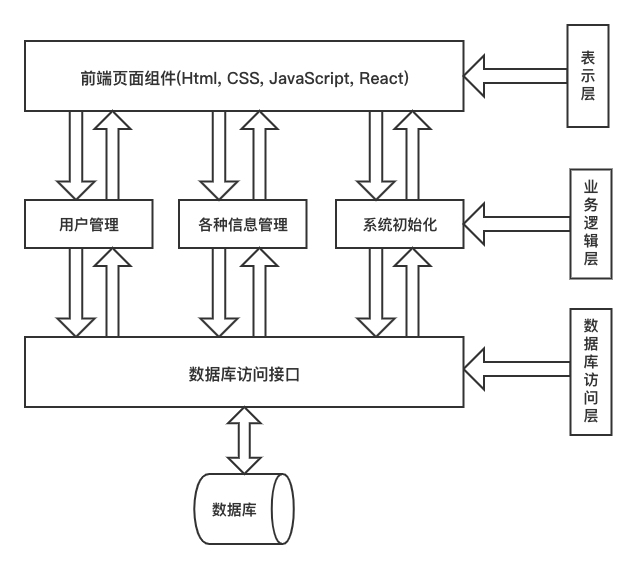 前端页面组件(Html, CSS, JavaScript, React)
表示层
用户管理
各种信息管理
系统初始化
业务逻辑层
数据库访问接口
数据库访问层
数据库